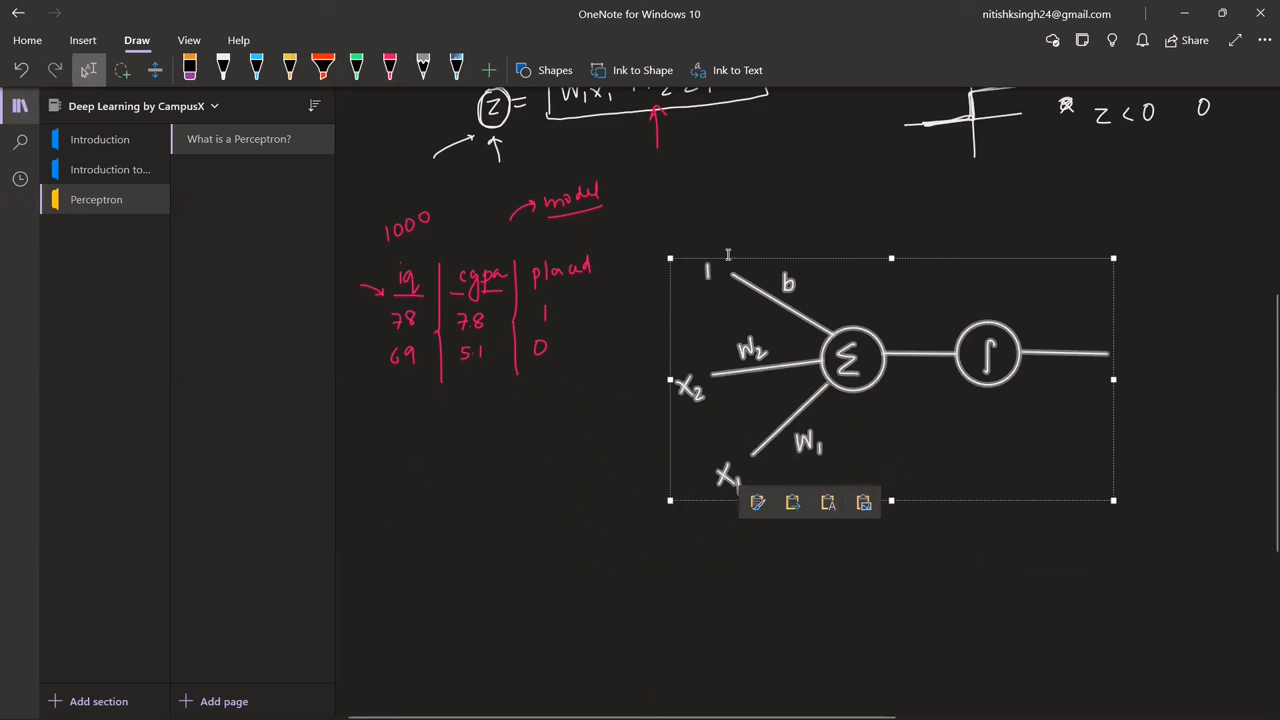 OneNote for Windows 10
nitishksingh24@gmail.com
Home Insert Draw View Help
Share
Shapes Ink to Shape Ink to Text
Deep Learning by CampusX
Introduction
Introduction to...
Perceptron
What is a Perceptron?
Add section
Add page
z =
z < 0 0
1000
model
iq cgpa placed
78 7.8 1
69 5.1 0
1 b
W2
X2
Σ ∫
W1
X1